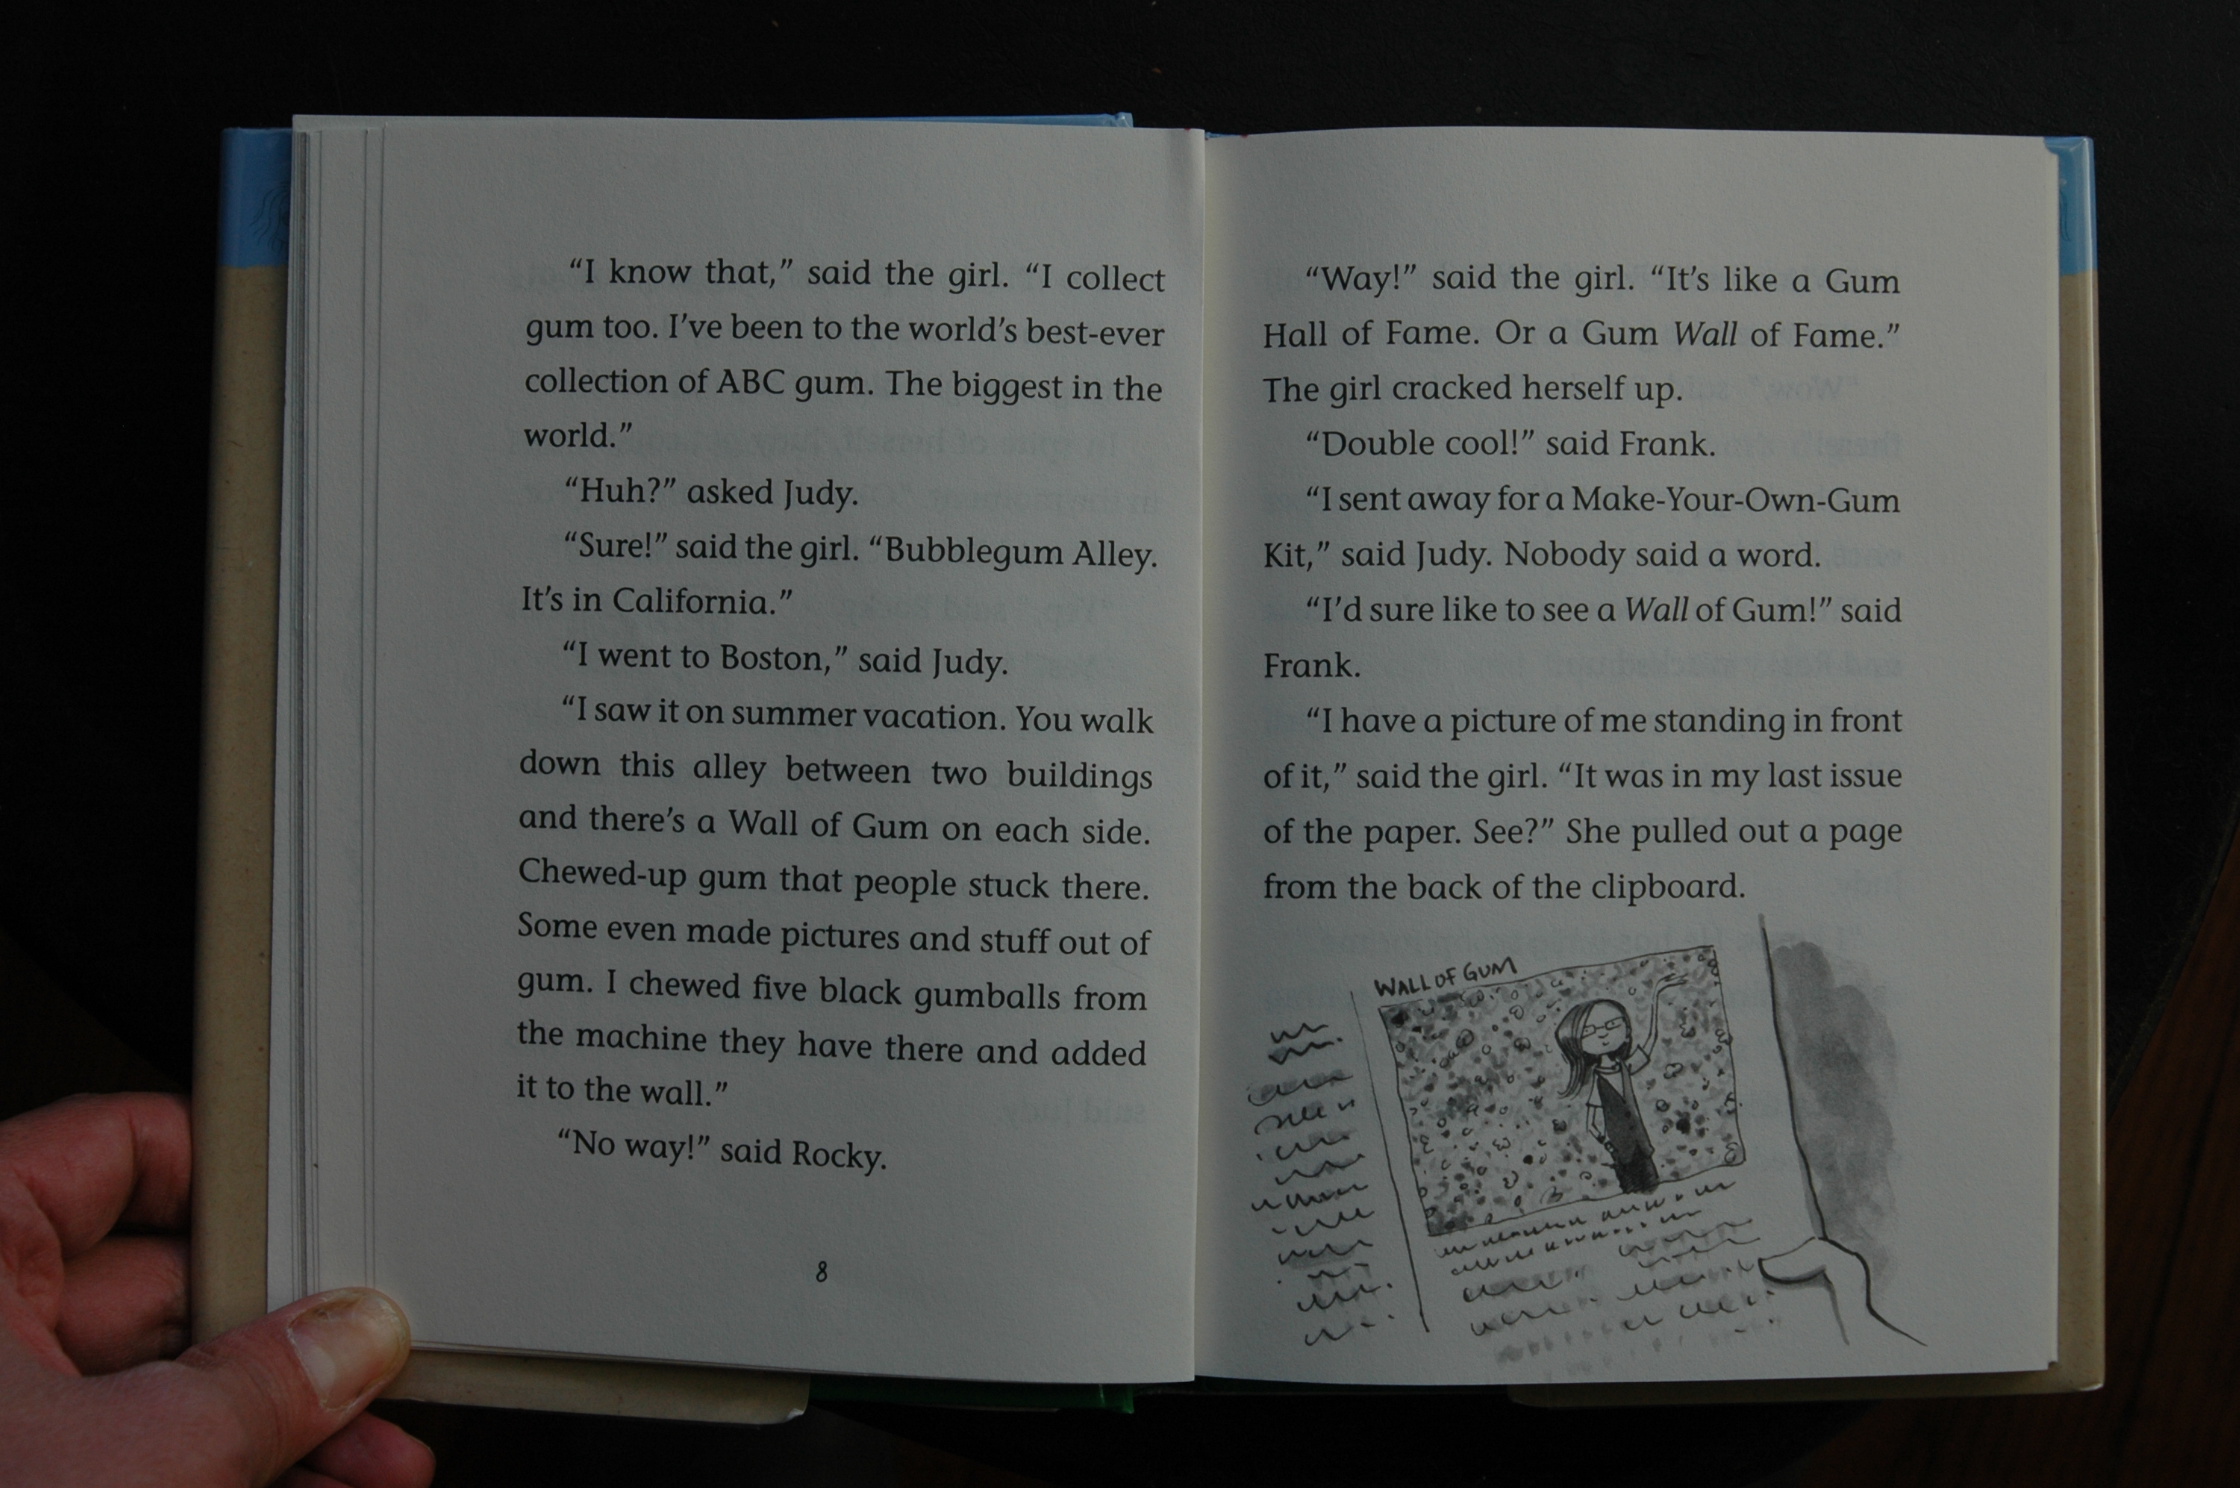 “I know that,” said the girl. “I collect
gum too. I’ve been to the world’s best-ever
collection of ABC gum. The biggest in the
world.”
“Huh?” asked Judy.
“Sure!” said the girl. “Bubblegum Alley.
It’s in California.”
“I went to Boston,” said Judy.
“I saw it on summer vacation. You walk
down this alley between two buildings
and there’s a Wall of Gum on each side.
Chewed-up gum that people stuck there.
Some even made pictures and stuff out of
gum. I chewed five black gumballs from
the machine they have there and added
it to the wall.”
“No way!” said Rocky.
8
“Way!” said the girl. “It’s like a Gum
Hall of Fame. Or a Gum Wall of Fame.”
The girl cracked herself up.
“Double cool!” said Frank.
“I sent away for a Make-Your-Own-Gum
Kit,” said Judy. Nobody said a word.
“I’d sure like to see a Wall of Gum!” said
Frank.
“I have a picture of me standing in front
of it,” said the girl. “It was in my last issue
of the paper. See?” She pulled out a page
from the back of the clipboard.
WALL OF GUM